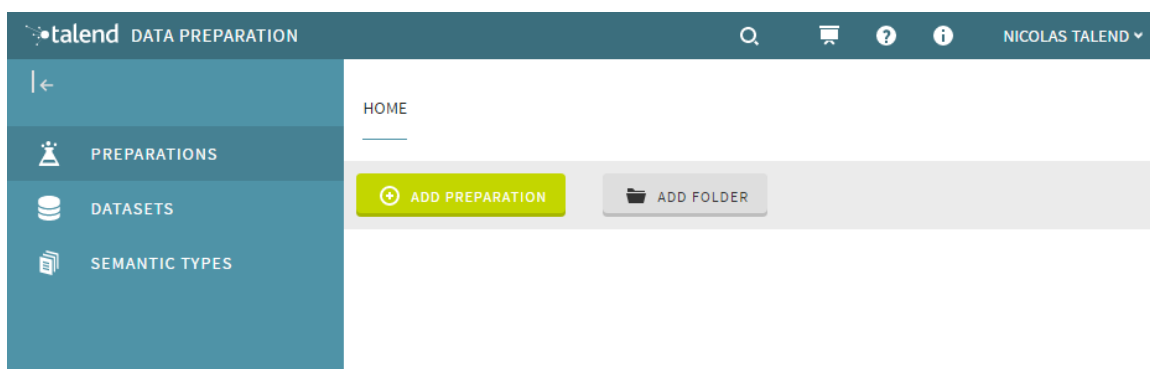 talend DATA PREPARATION
NICOLAS TALEND
HOME
PREPARATIONS
ADD PREPARATION
ADD FOLDER
DATASETS
SEMANTIC TYPES